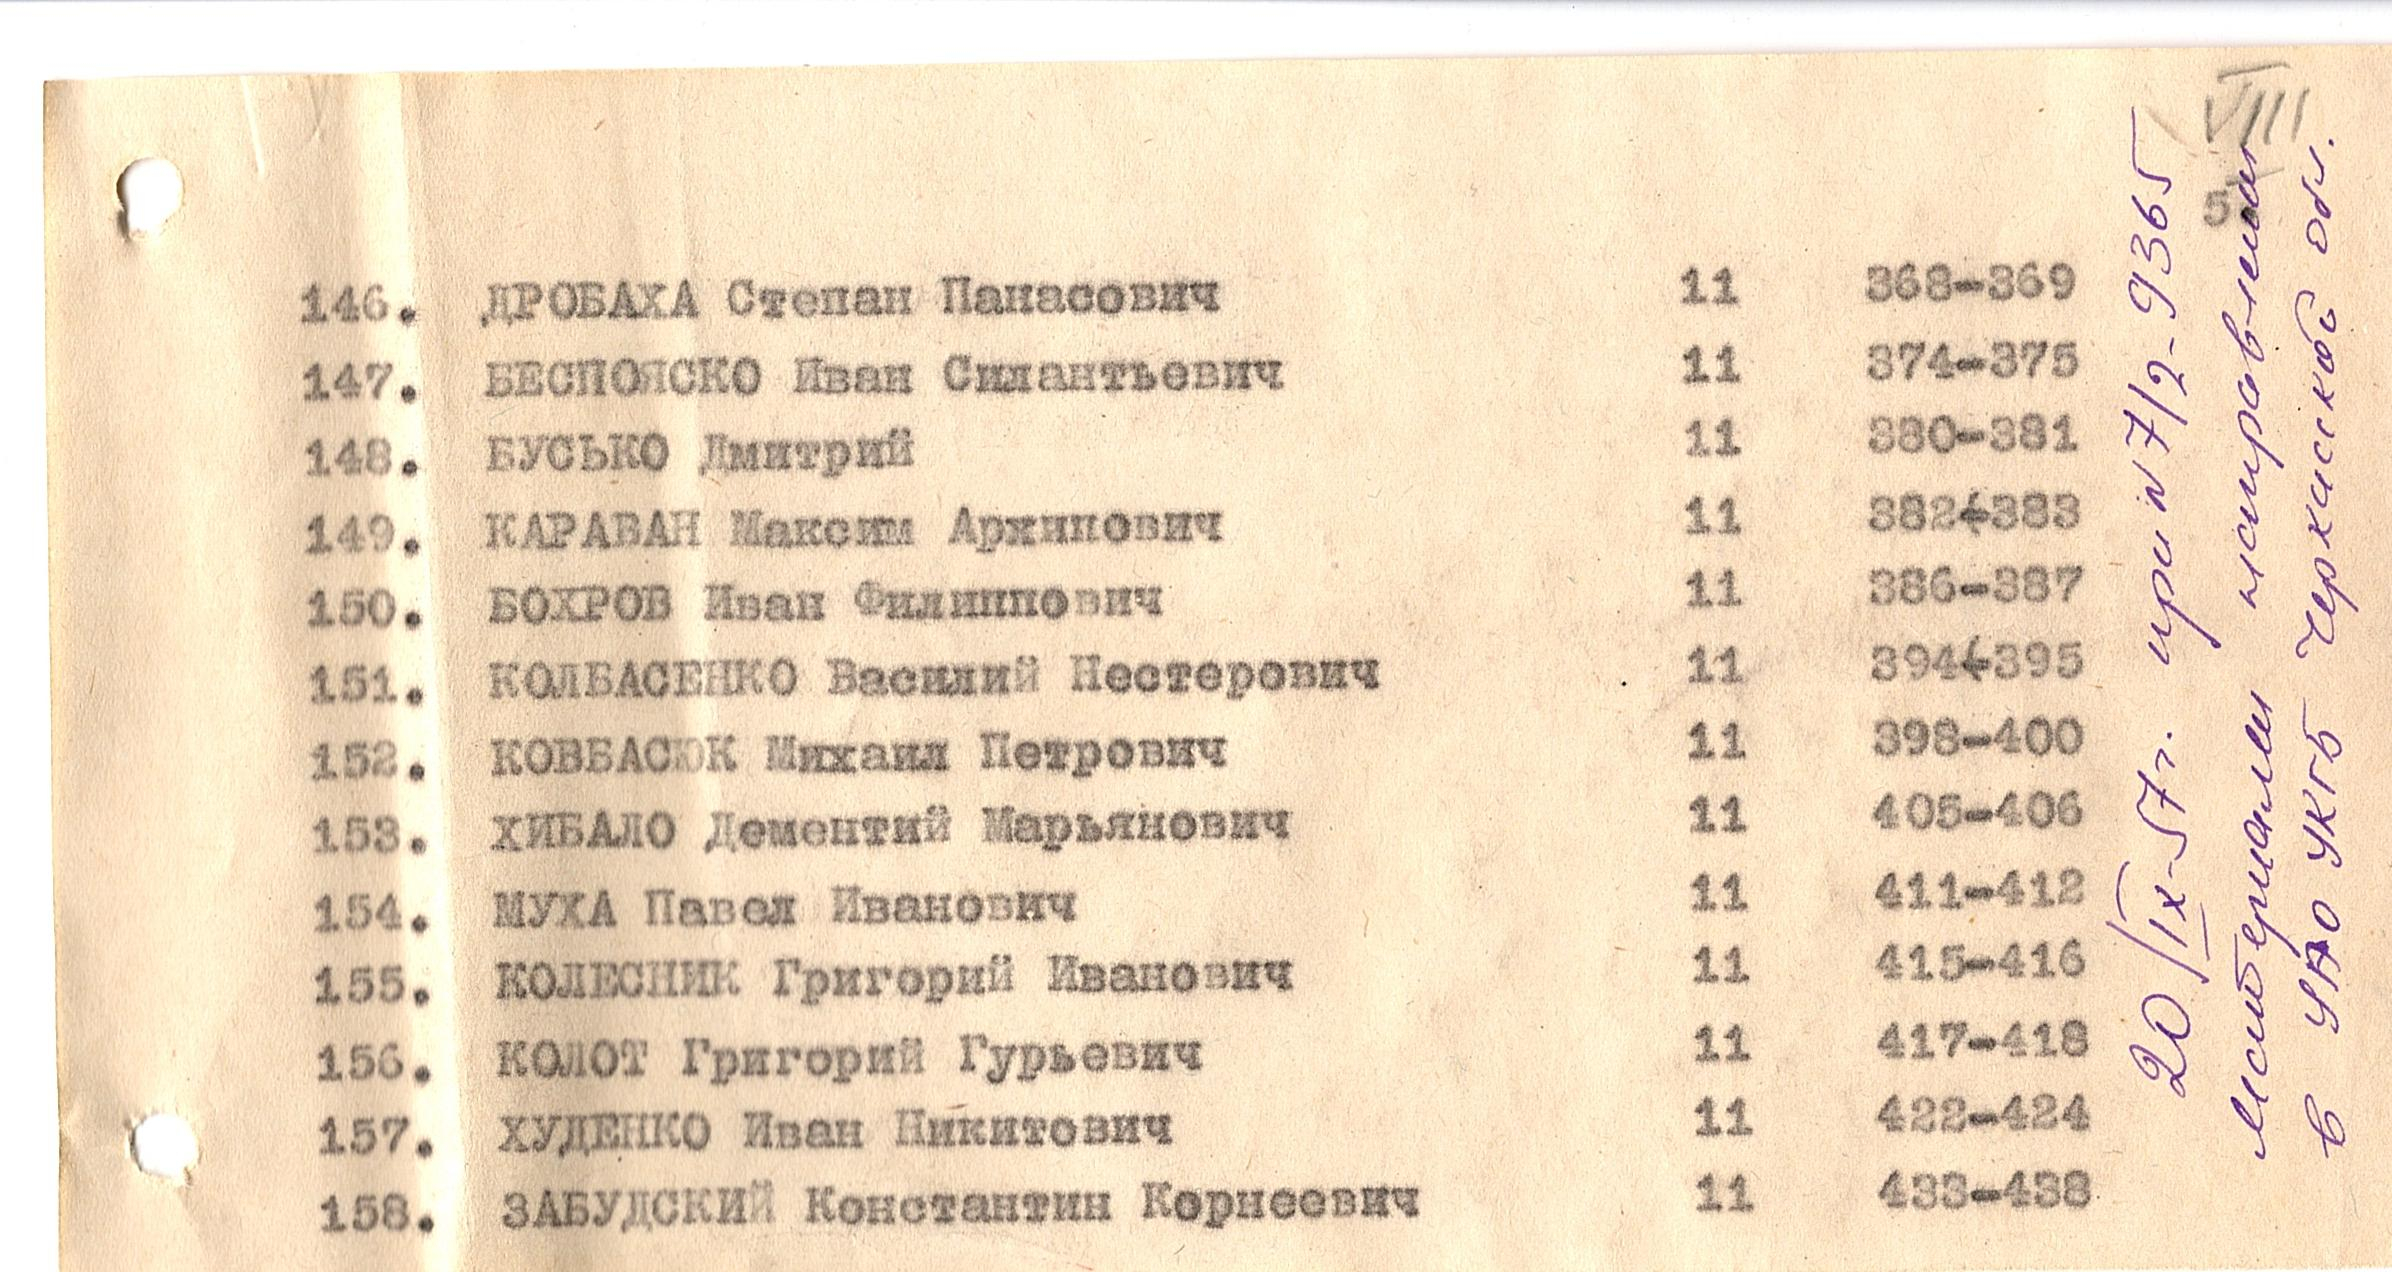 VIII
5
146. ДРОБАХА Степан Панасович 11 368-369
147. БЕСПОЯСКО Иван Силантьевич 11 374-375
148. БУСЬКО Дмитрий 11 380-381
149. КАРАВАН Максим Архипович 11 382-383
150. БОХРОВ Иван Филиппович 11 386-387
151. КОЛБАСЕНКО Василий Нестерович 11 394-395
152. КОВБАСЮК Михаил Петрович 11 398-400
153. ХИБАЛО Дементий Марьянович 11 405-406
154. МУХА Павел Иванович 11 411-412
155. КОЛЕСНИК Григорий Иванович 11 415-416
156. КОЛОТ Григорий Гурьевич 11 417-418
157. ХУДЕНКО Иван Никитович 11 422-424
158. ЗАБУДСКИЙ Константин Корнеевич 11 433-438
20/IX-57г. при N 7/2-9365
материалы направлены
в УАО УКГБ Черкасской обл.